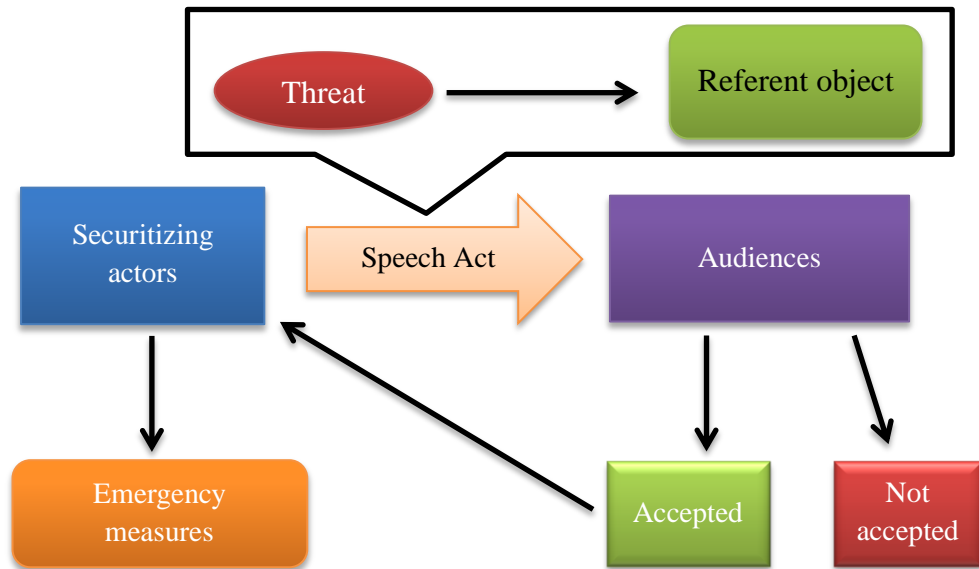 Threat
Referent object
Securitizing
actors
Speech Act
Audiences
Emergency
measures
Accepted
Not
accepted